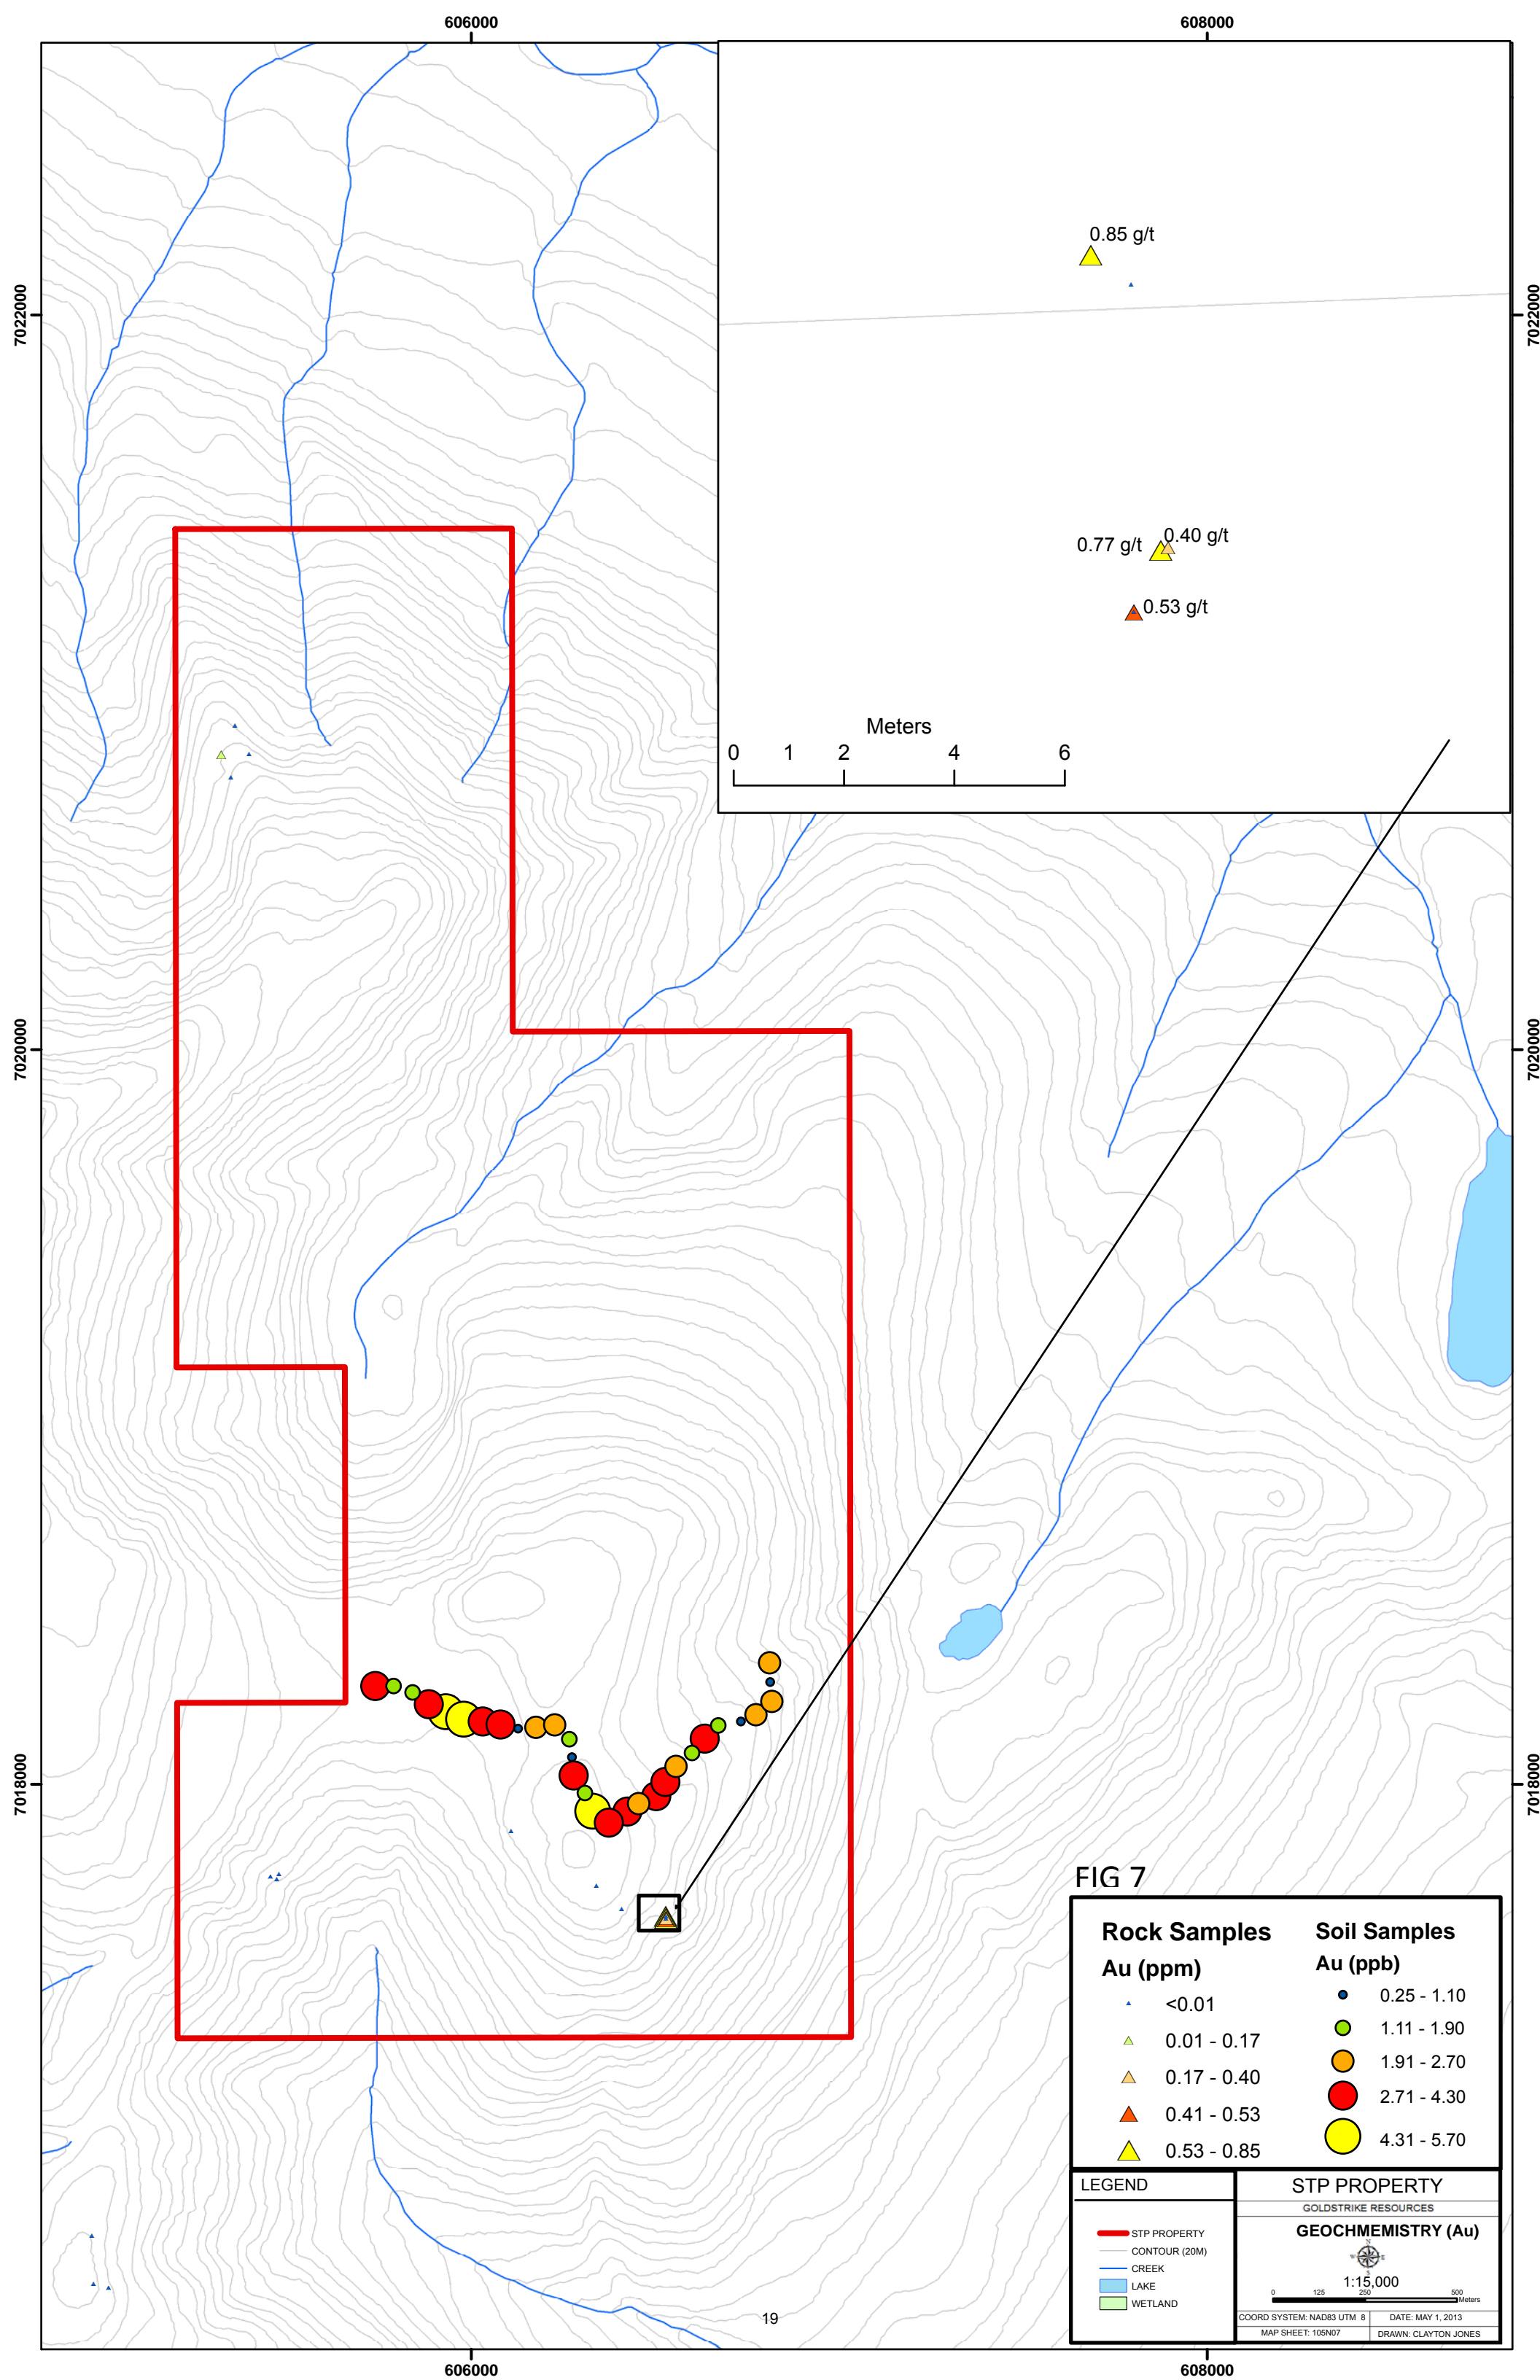 606000
608000
0.85 g/t
7022000
7022000
0.40 g/t
0.77 g/t
0.53 g/t
Meters
0 1 2 4 6
7020000
7020000
7018000
7018000
FIG 7
Rock Samples
Au (ppm)
<0.01
0.01 - 0.17
0.17 - 0.40
0.41 - 0.53
0.53 - 0.85
Soil Samples
Au (ppb)
0.25 - 1.10
1.11 - 1.90
1.91 - 2.70
2.71 - 4.30
4.31 - 5.70
LEGEND
STP PROPERTY
CONTOUR (20M)
CREEK
LAKE
WETLAND
STP PROPERTY
GOLDSTRIKE RESOURCES
GEOCHMEMISTRY (Au)
N
W E
S
1:15,000
0 125 250 500
Meters
COORD SYSTEM: NAD83 UTM 8
DATE: MAY 1, 2013
MAP SHEET: 105N07
DRAWN: CLAYTON JONES
19
606000
608000